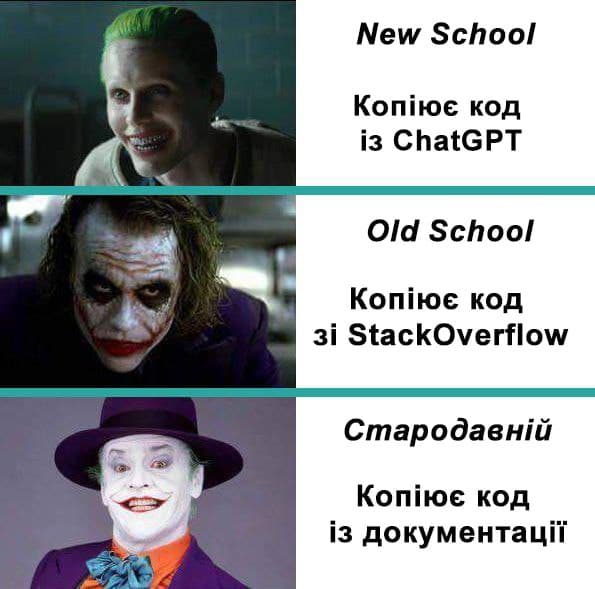 New School
Копіює код
із ChatGPT
Old School
Копіює код
зі StackOverflow
Стародавній
Копіює код
із документації